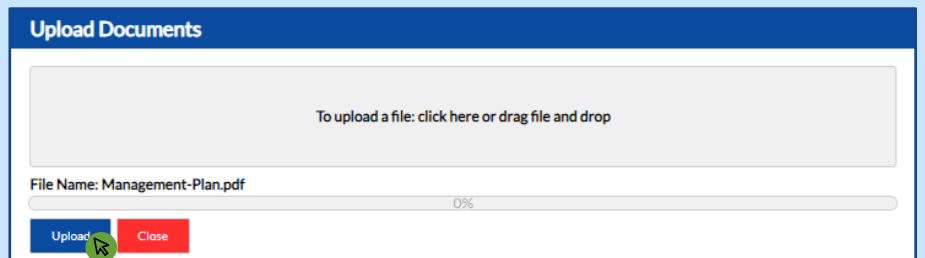 Upload Documents
To upload a file: click here or drag file and drop
File Name: Management-Plan.pdf
0%
Upload Close